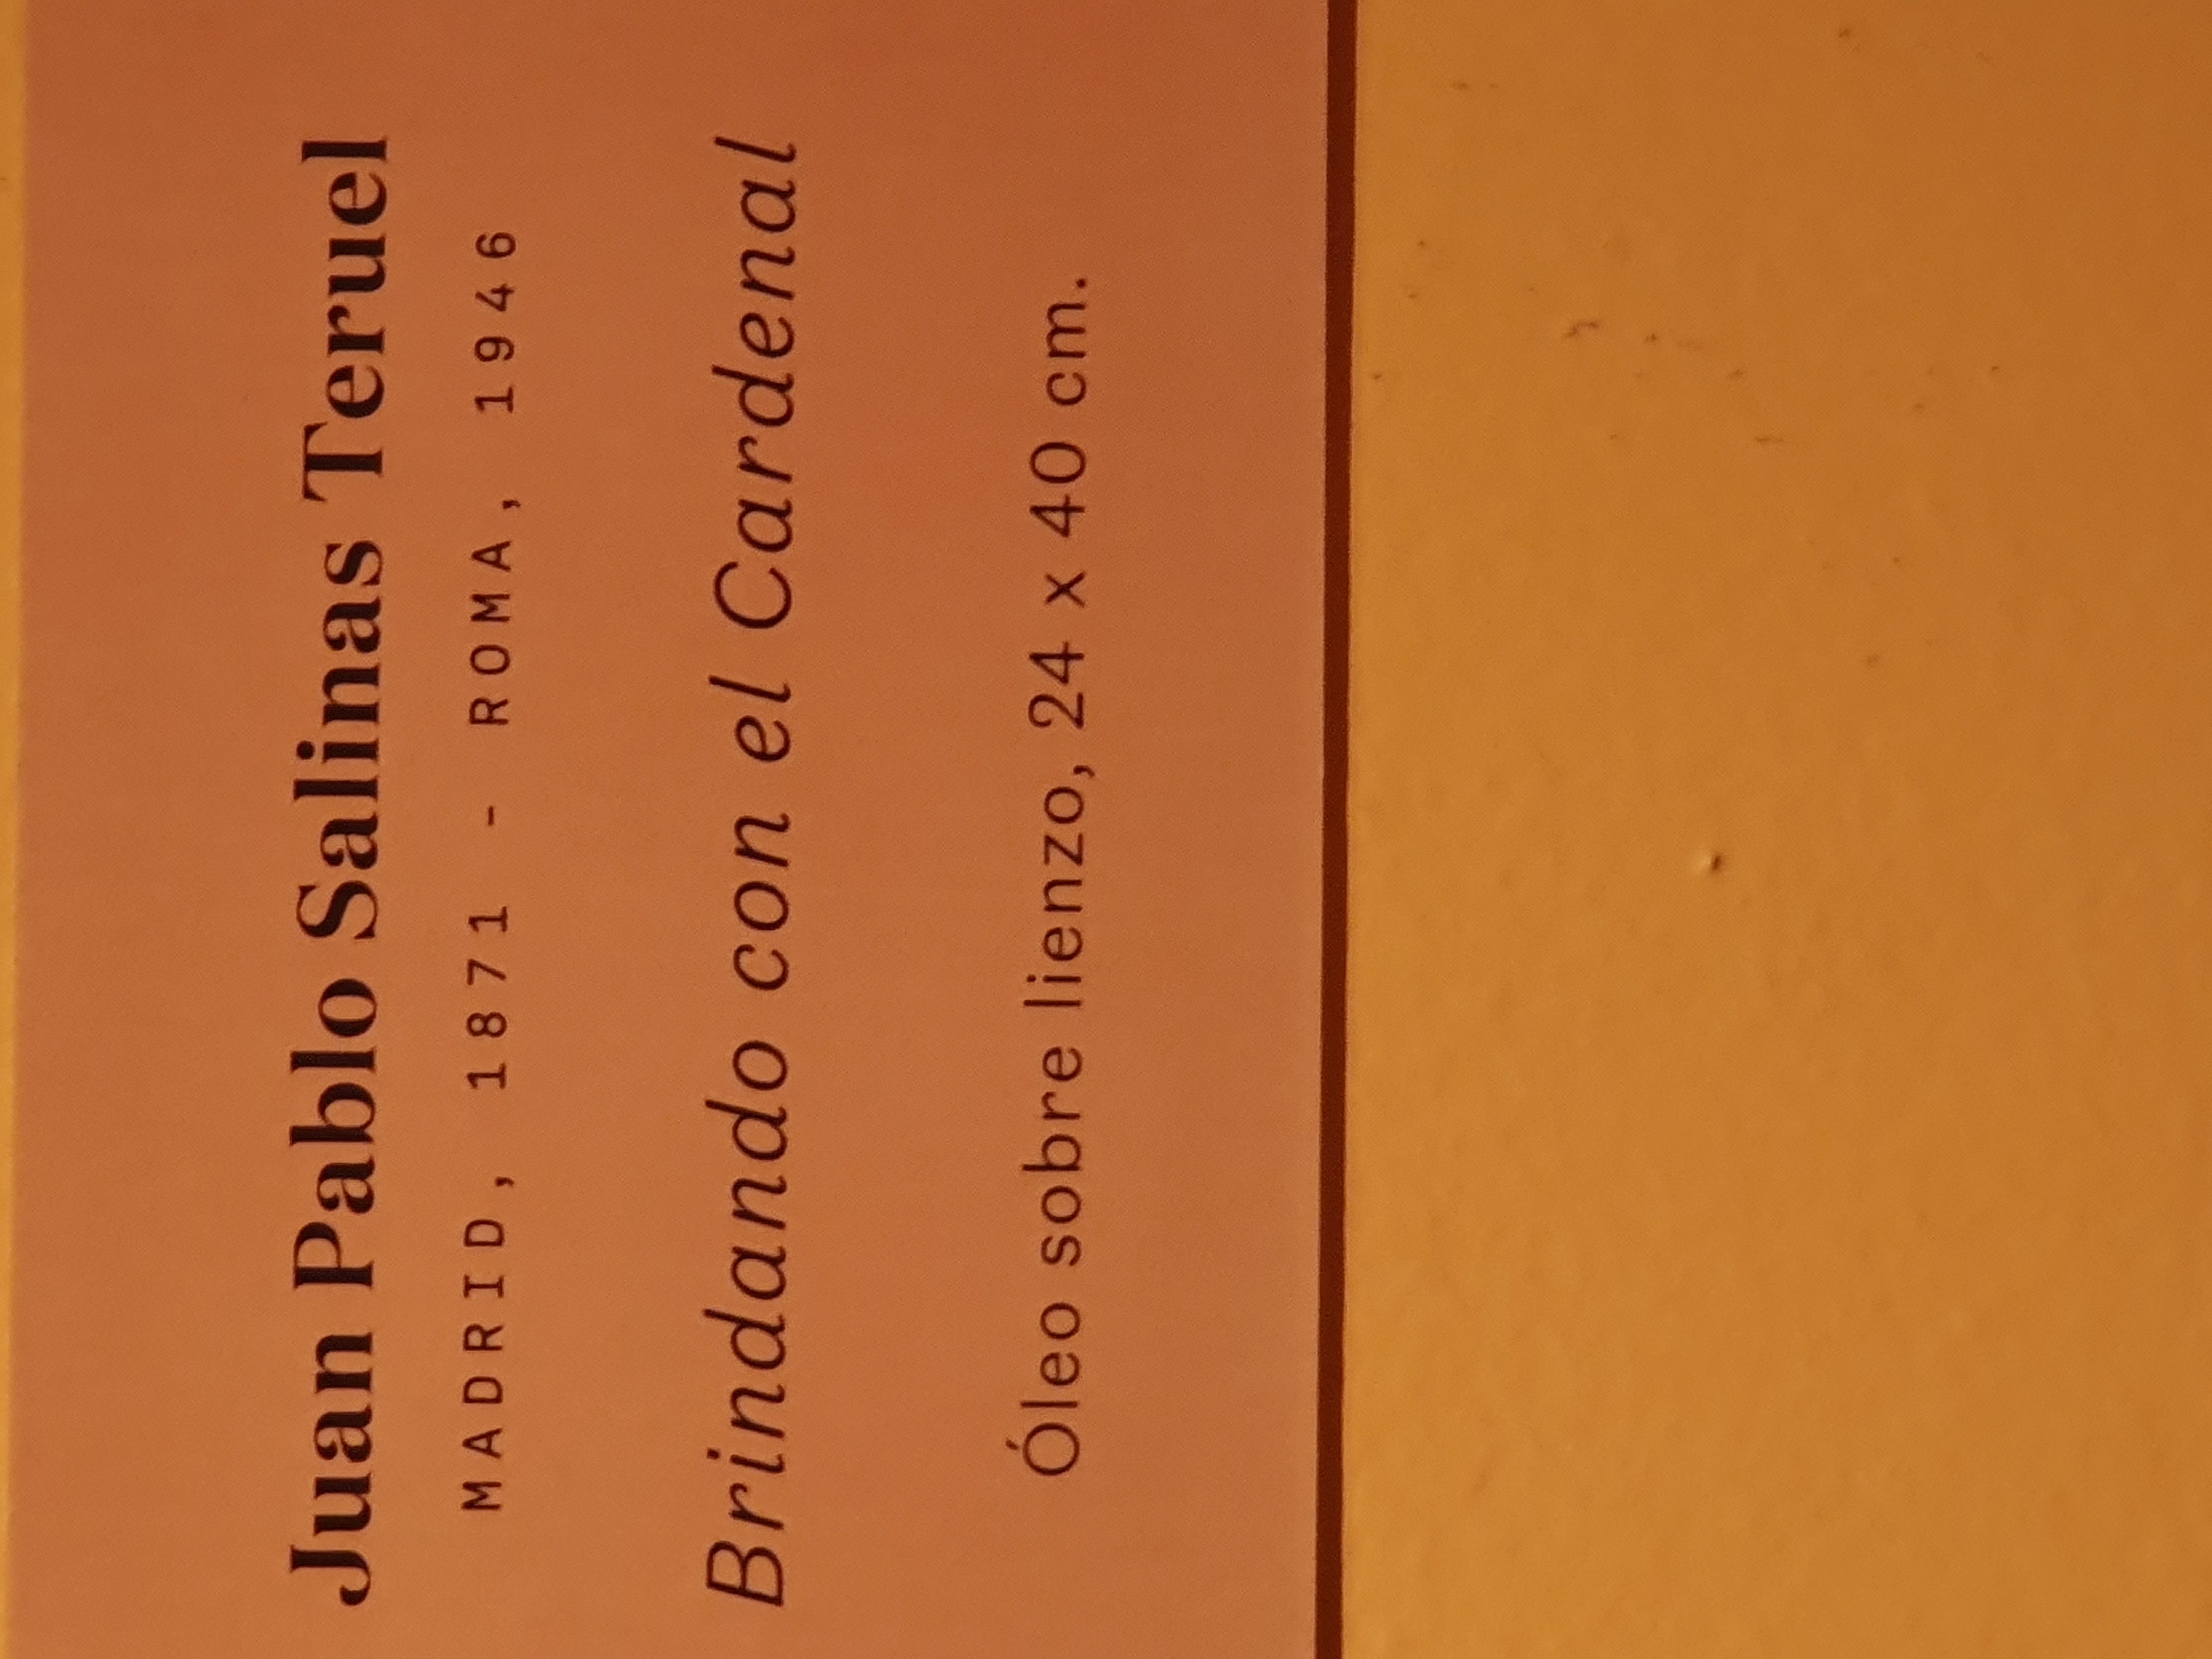 Juan Pablo Salinas Teruel
MADRID, 1871 - ROMA, 1946
Brindando con el Cardenal
Óleo sobre lienzo, 24 x 40 cm.